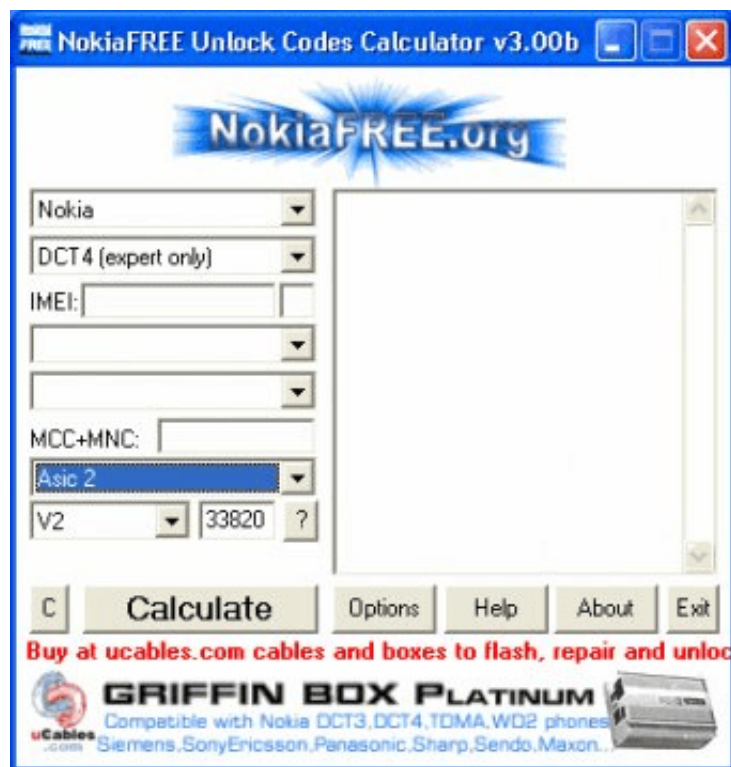 NokiaFREE Unlock Codes Calculator v3.00b
NokiaFREE.org
Nokia
DCT4 (expert only)
IMEI:
MCC+MNC:
Asic 2
V2 33820 ?
C Calculate Options Help About Exit
Buy at ucables.com cables and boxes to flash, repair and unloc
GRIFFIN BOX PLATINUM
Compatible with Nokia DCT3,DCT4,TDMA,WD2 phones
uCables.com Siemens,SonyEricsson,Panasonic,Sharp,Sendo,Maxon...